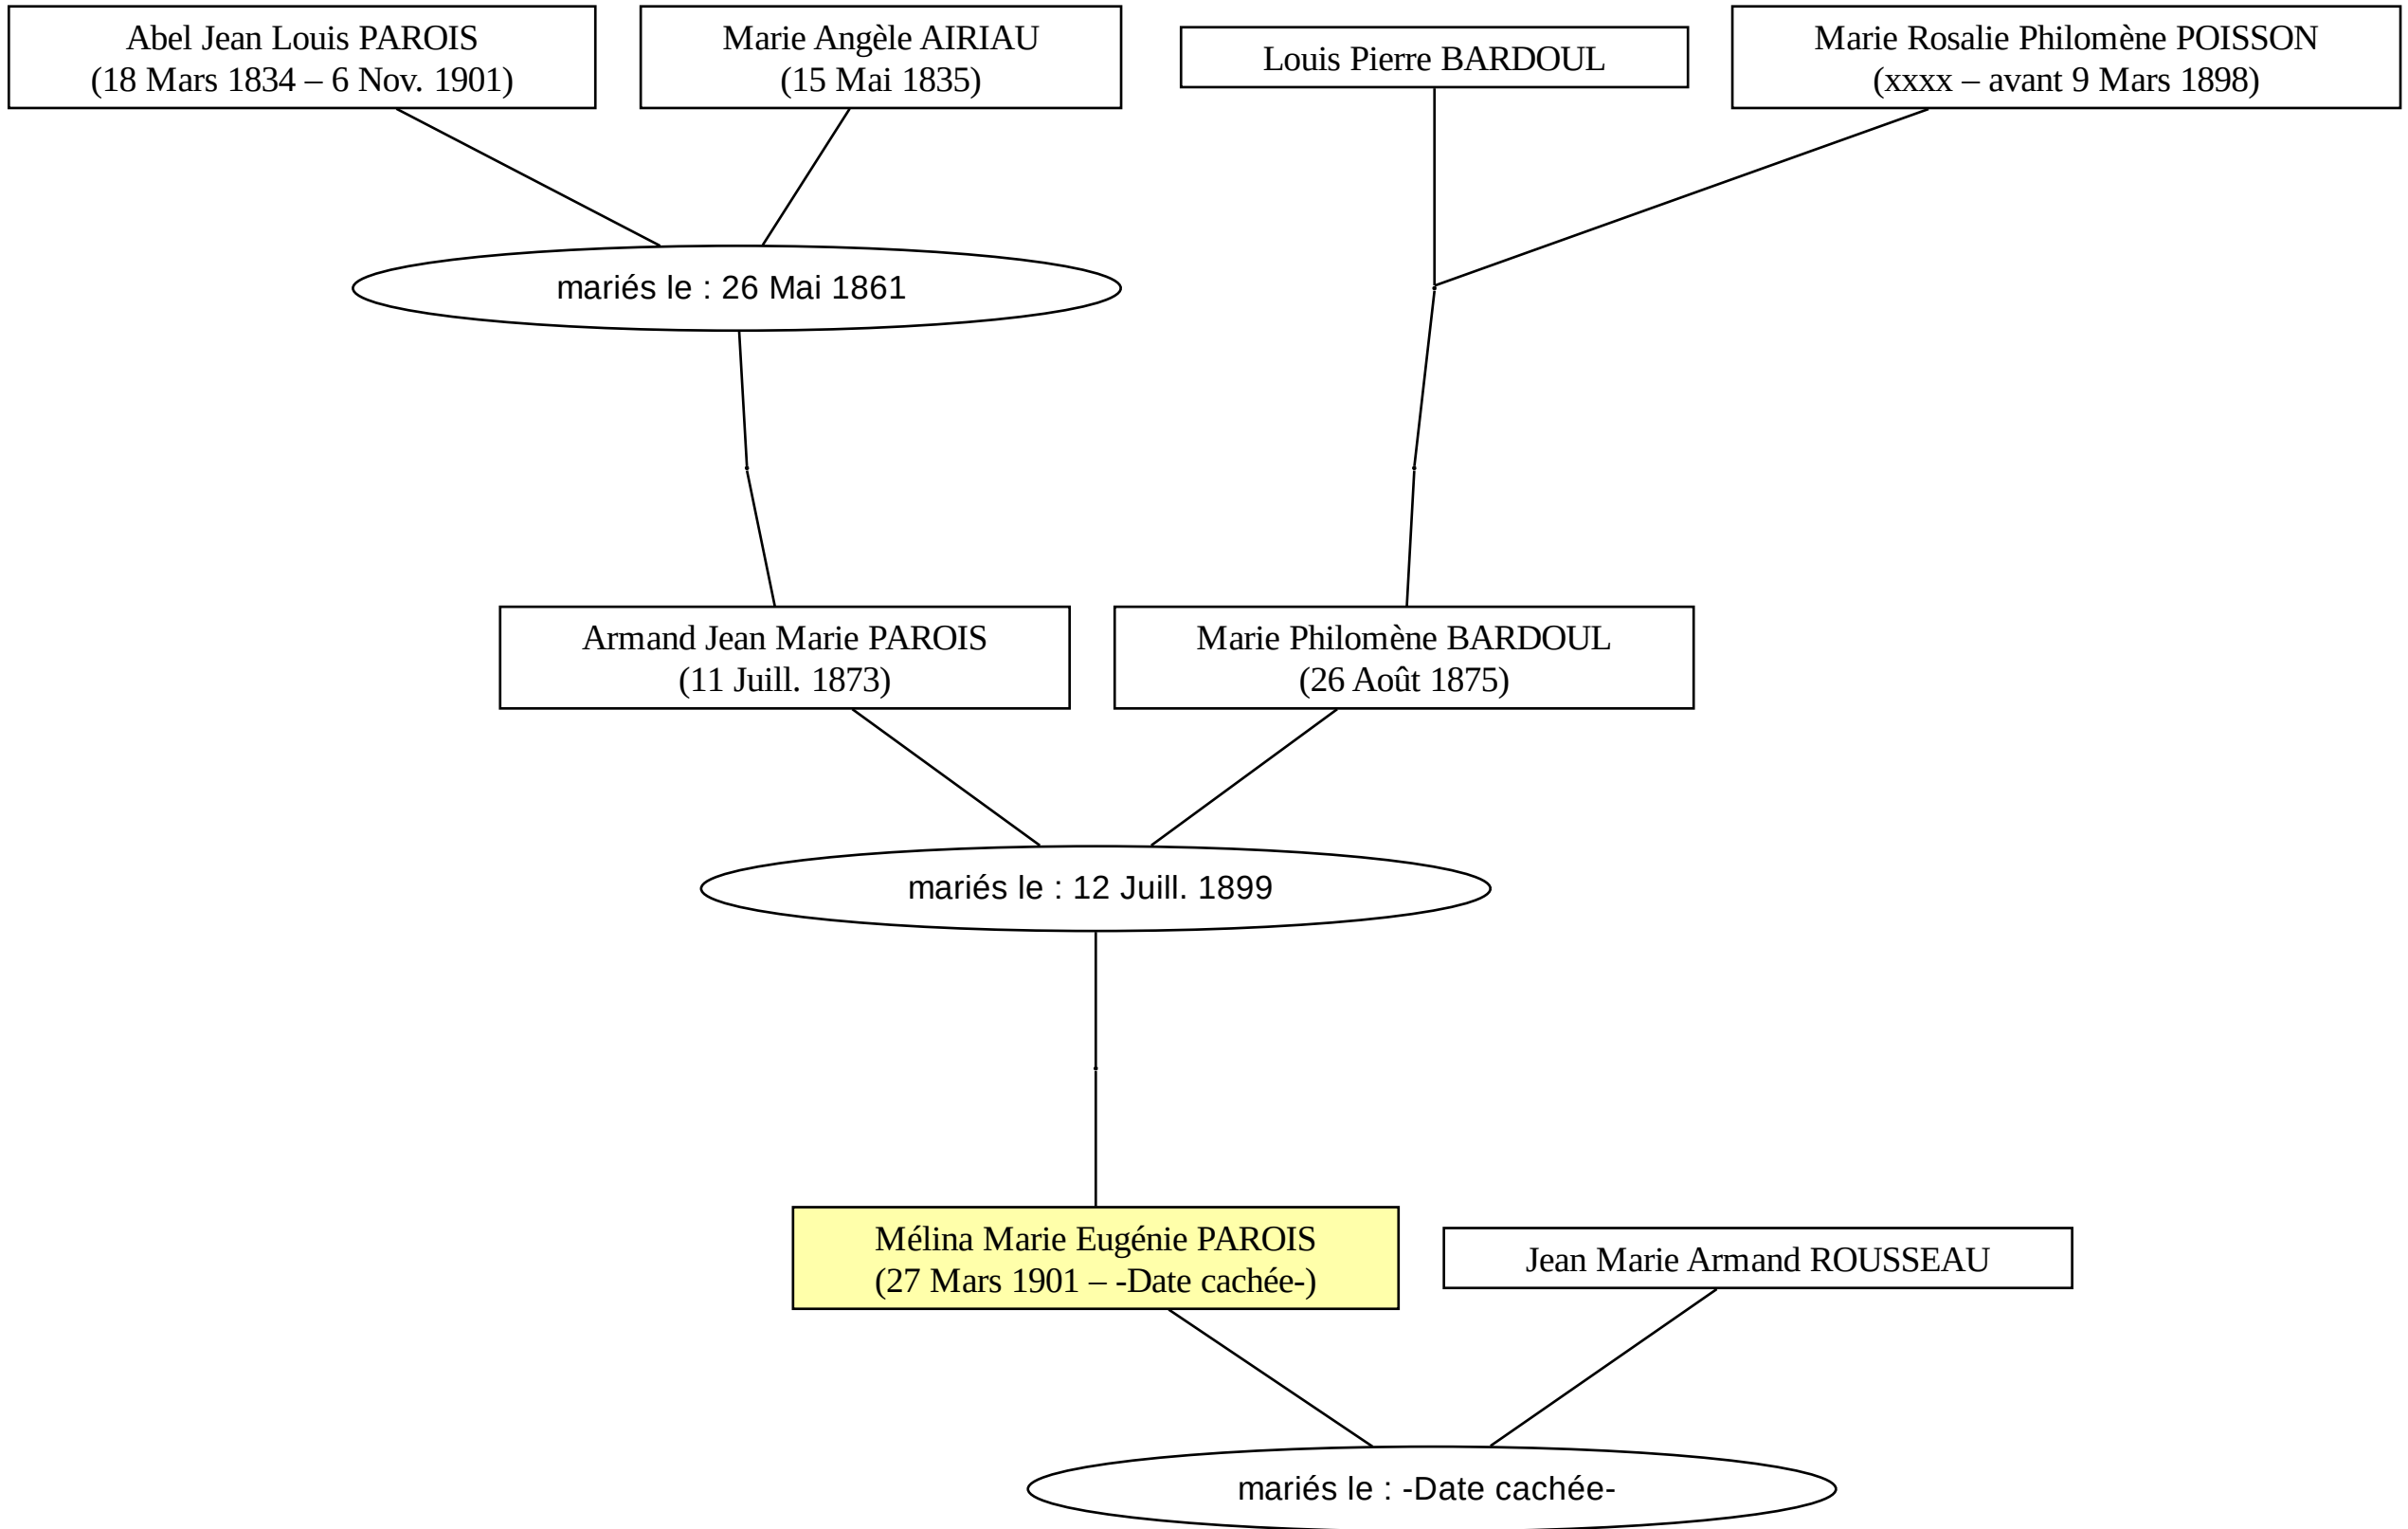 Abel Jean Louis PAROIS
(18 Mars 1834 – 6 Nov. 1901)
Marie Angèle AIRIAU
(15 Mai 1835)
Louis Pierre BARDOUL
Marie Rosalie Philomène POISSON
(xxxx – avant 9 Mars 1898)
mariés le : 26 Mai 1861
Armand Jean Marie PAROIS
(11 Juill. 1873)
Marie Philomène BARDOUL
(26 Août 1875)
mariés le : 12 Juill. 1899
Mélina Marie Eugénie PAROIS
(27 Mars 1901 – -Date cachée-)
Jean Marie Armand ROUSSEAU
mariés le : -Date cachée-